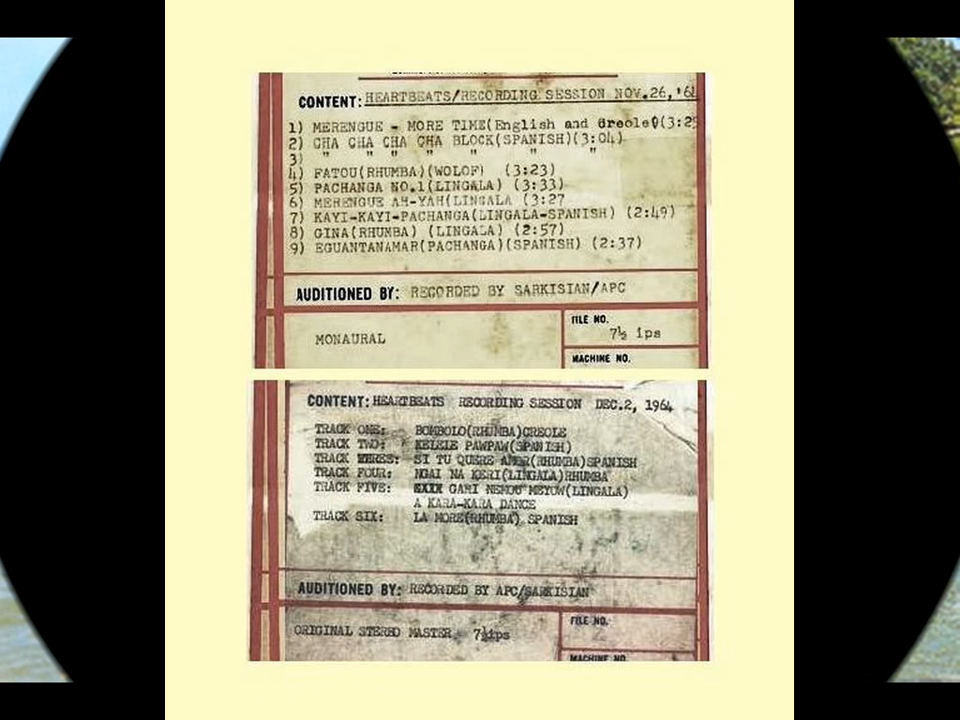 CONTENT: HEARTBEATS/RECORDING SESSION NOV.26,'64
1) MERENGUE - MORE TIME(English and Creole)(3:25
2) CHA CHA CHA CHA BLOCK(SPANISH)(3:04)
3) " " " " " " "
4) FATOU(RHUMBA)(WOLOF) (3:23)
5) PACHANGA NO.1(LINGALA) (3:33)
6) MERENGUE AH-YAH(LINGALA (3:27
7) KAYI-KAYI-PACHANGA(LINGALA-SPANISH) (2:49)
8) GINA(RHUMBA) (LINGALA) (2:57)
9) EGUANTANAMAR(PACHANGA)(SPANISH) (2:37)
AUDITIONED BY: RECORDED BY SARKISIAN/APC
MONAURAL
FILE NO.
7½ ips
MACHINE NO.
CONTENT: HEARTBEATS RECORDING SESSION DEC.2, 1964
TRACK ONE: BOMBOLO(RHUMBA)CREOLE
TRACK TWO: KELELE PAWPAW(SPANISH)
TRACK SI TU QUERE AMER(RHUMBA)SPANISH
TRACK FOUR: NGAI NA KERI(LINGALA)RHUMBA
TRACK FIVE: GARI NEKOU METOW(LINGALA)
A KARA-KARA DANCE
TRACK SIX: LA MORE(RHUMBA) SPANISH
AUDITIONED BY: RECORDED BY APC/SARKISIAN
ORIGINAL STEREO MASTER 7½ips
FILE NO.
MACHINE NO.